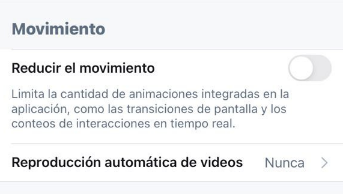 Movimiento
Reducir el movimiento
Limita la cantidad de animaciones integradas en la
aplicación, como las transiciones de pantalla y los
conteos de interacciones en tiempo real.
Reproducción automática de videos Nunca